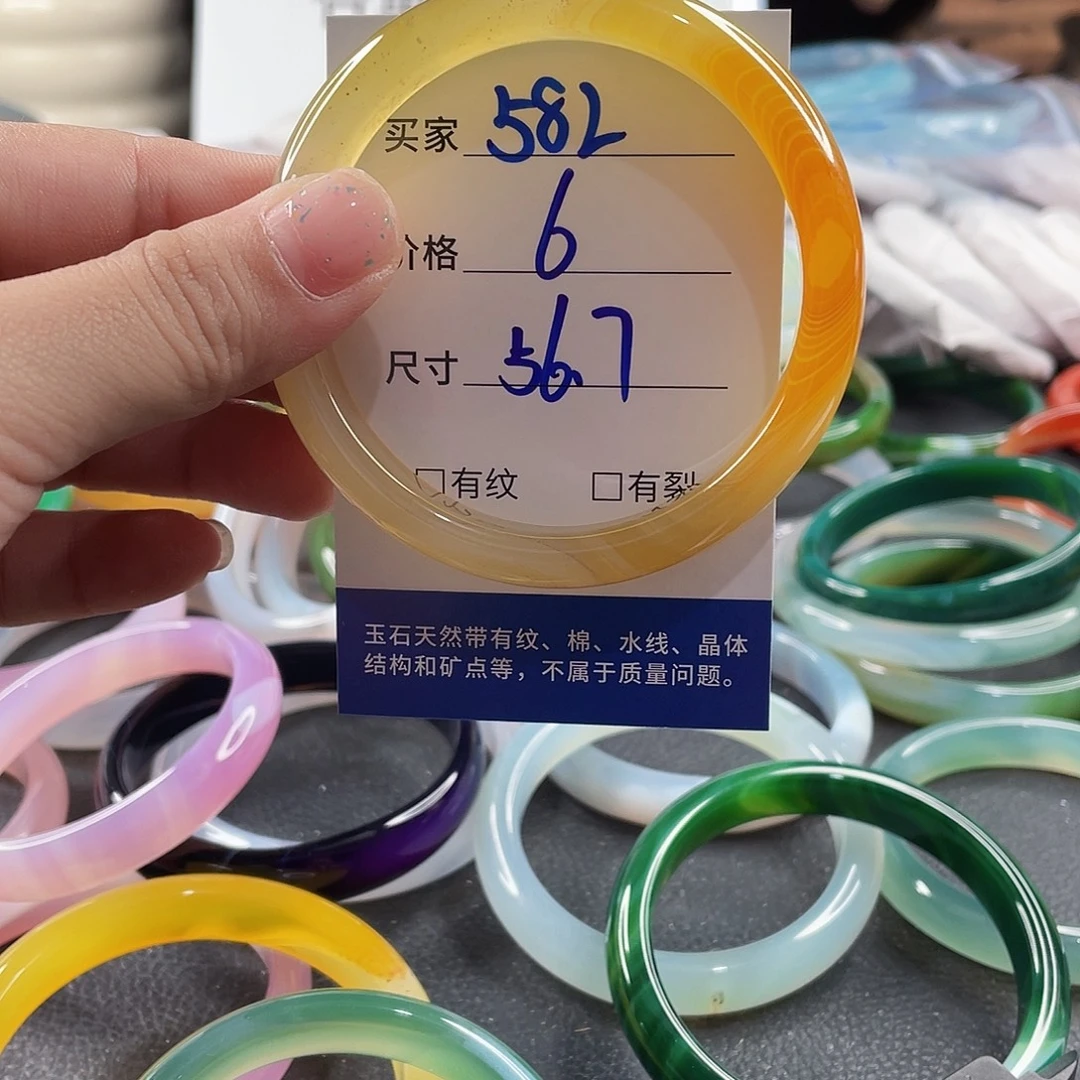 买家 582
价格 6
尺寸 56.7
□有纹 □有裂
玉石天然带有纹、棉、水线、晶体
结构和矿点等，不属于质量问题。